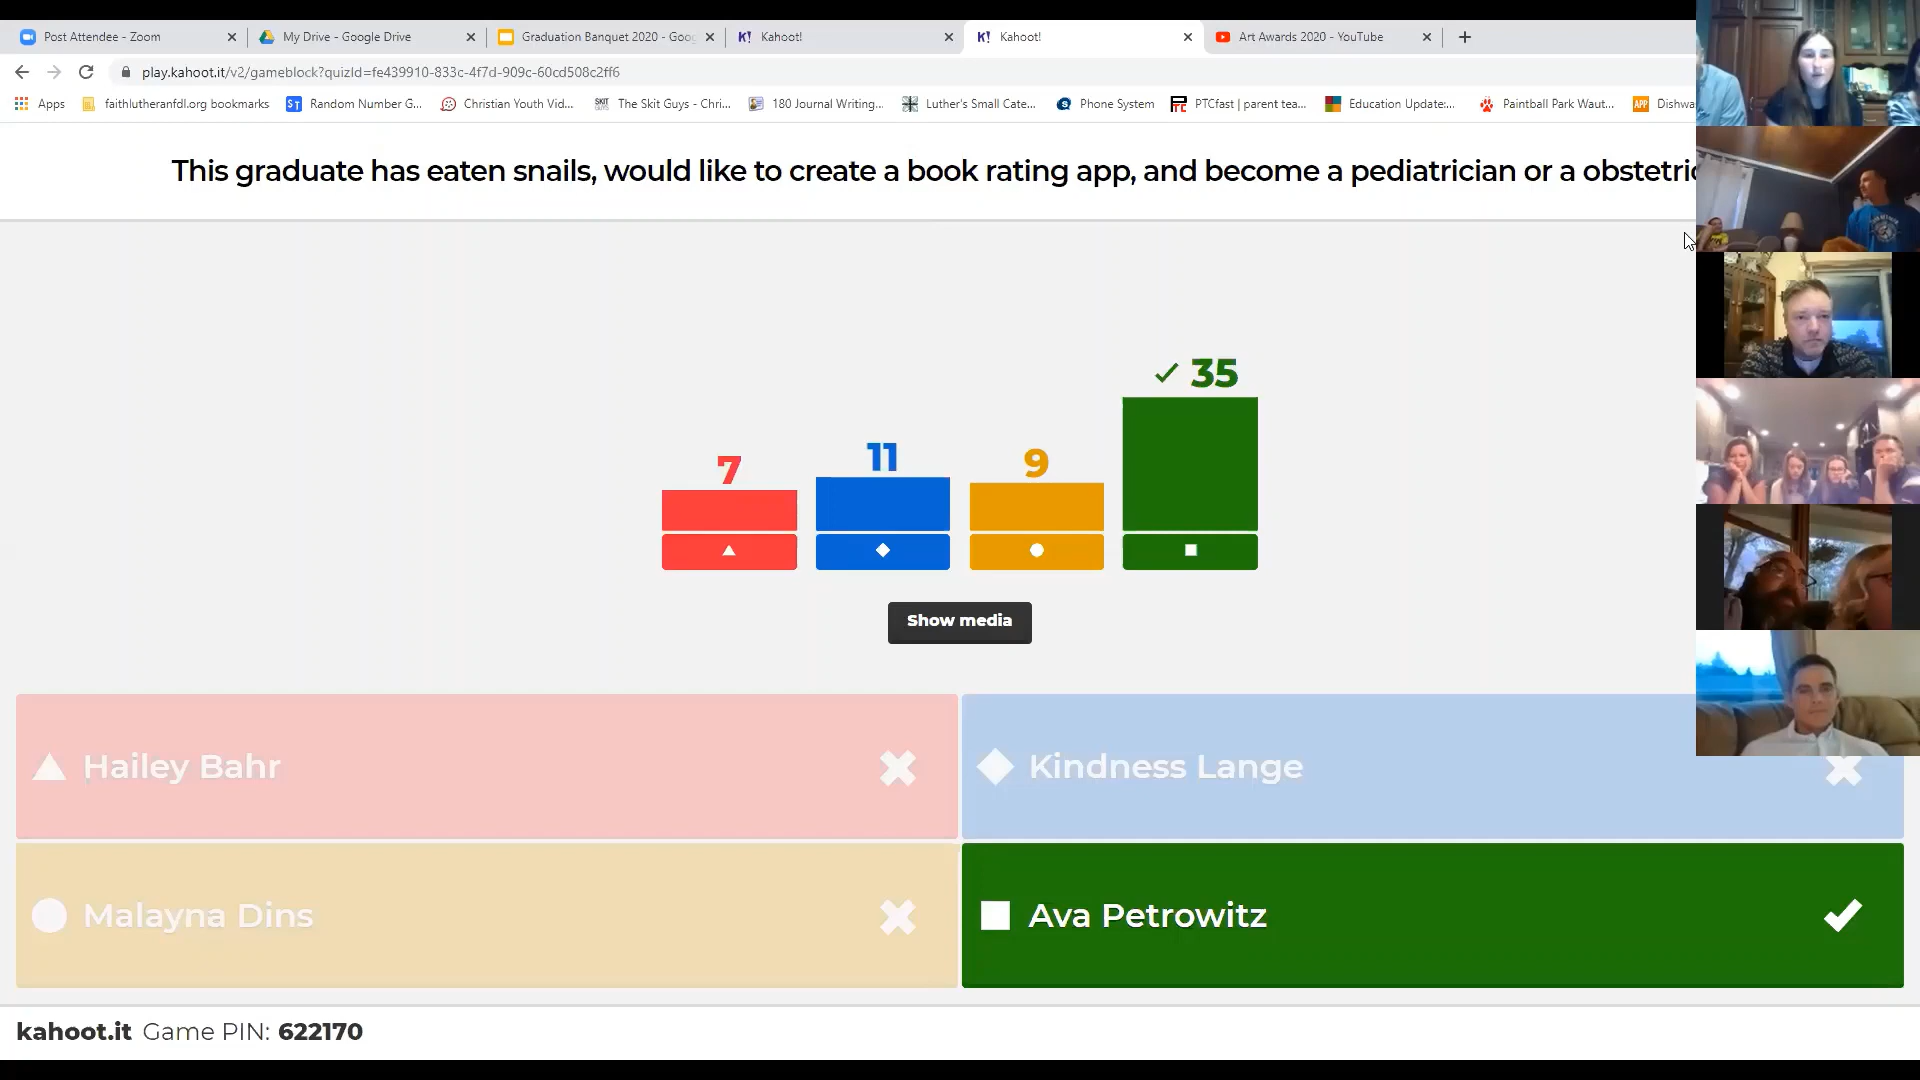 Post Attendee - Zoom
My Drive - Google Drive
Graduation Banquet 2020 - Goog
K! Kahoot!
K! Kahoot!
Art Awards 2020 - YouTube
play.kahoot.it/v2/gameblock?quizId=fe439910-833c-4f7d-909c-60cd508c2ff6
Apps
faithlutheranfdl.org bookmarks
ST Random Number G...
Christian Youth Vid...
SKIT The Skit Guys - Chri...
180 Journal Writing...
Luther's Small Cate...
Phone System
PTCfast | parent tea...
Education Update:...
Paintball Park Waut...
APP Dishwa
This graduate has eaten snails, would like to create a book rating app, and become a pediatrician or a obstetric
35
11
9
7
Show media
Hailey Bahr
Kindness Lange
Malayna Dins
Ava Petrowitz
kahoot.it Game PIN: 622170